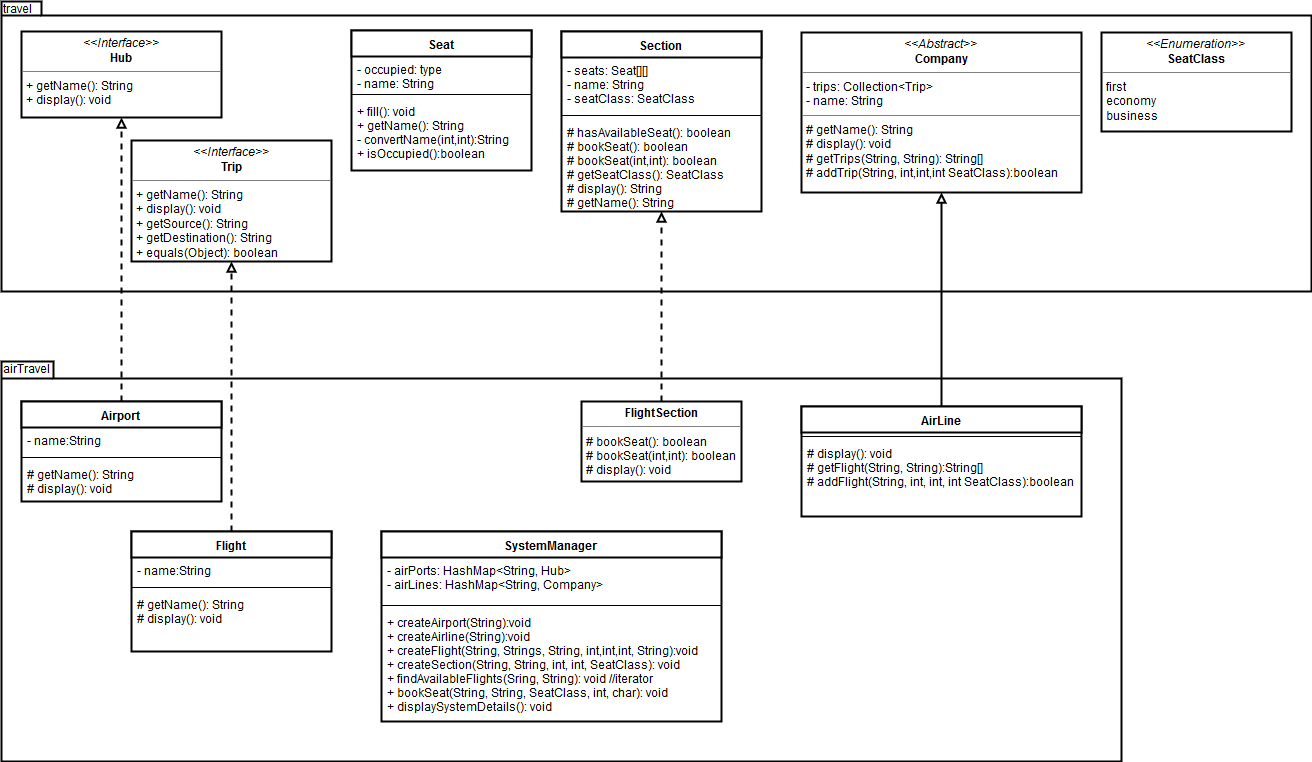 travel
<<Interface>>
Hub
+ getName(): String
+ display(): void
<<Interface>>
Trip
+ getName(): String
+ display(): void
+ getSource(): String
+ getDestination(): String
+ equals(Object): boolean
Seat
- occupied: type
- name: String
+ fill(): void
+ getName(): String
- convertName(int,int):String
+ isOccupied():boolean
Section
- seats: Seat[][]
- name: String
- seatClass: SeatClass
# hasAvailableSeat(): boolean
# bookSeat(): boolean
# bookSeat(int,int): boolean
# getSeatClass(): SeatClass
# display(): String
# getName(): String
<<Abstract>>
Company
- trips: Collection<Trip>
- name: String
# getName(): String
# display(): void
# getTrips(String, String): String[]
# addTrip(String, int,int,int SeatClass):boolean
<<Enumeration>>
SeatClass
first
economy
business
airTravel
Airport
- name:String
# getName(): String
# display(): void
Flight
- name:String
# getName(): String
# display(): void
FlightSection
# bookSeat(): boolean
# bookSeat(int,int): boolean
# display(): void
AirLine
# display(): void
# getFlight(String, String):String[]
# addFlight(String, int, int, int SeatClass):boolean
SystemManager
- airPorts: HashMap<String, Hub>
- airLines: HashMap<String, Company>
+ createAirport(String):void
+ createAirline(String):void
+ createFlight(String, Strings, String, int,int,int, String):void
+ createSection(String, String, int, int, SeatClass): void
+ findAvailableFlights(Sring, String): void //iterator
+ bookSeat(String, String, SeatClass, int, char): void
+ displaySystemDetails(): void